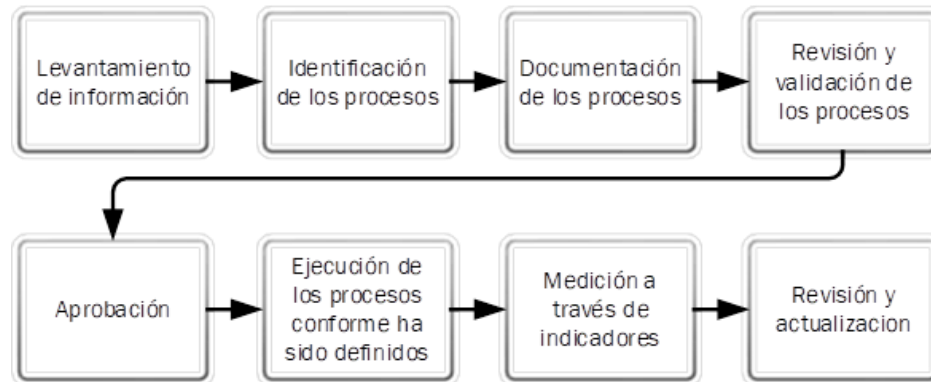 Levantamiento
de información
Identificación
de los procesos
Documentación
de los procesos
Revisión y
validación de
los procesos
Aprobación
Ejecución de
los procesos
conforme ha
sido definidos
Medición a
través de
indicadores
Revisión y
actualizacion